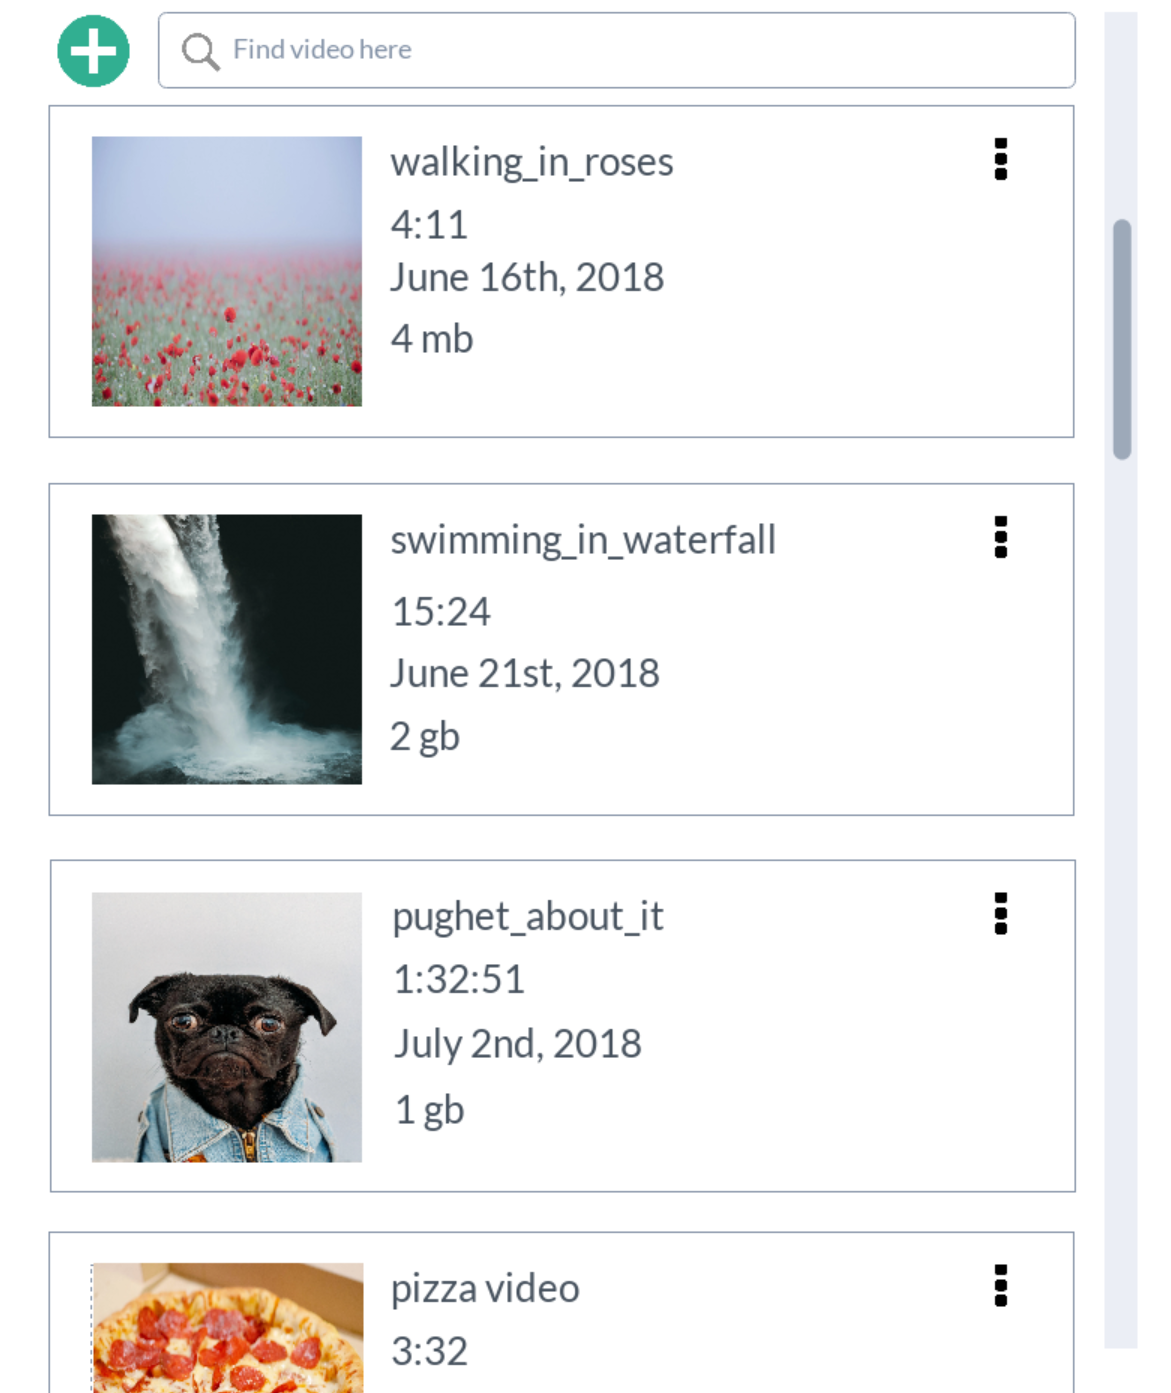 Find video here
walking_in_roses
4:11
June 16th, 2018
4 mb
swimming_in_waterfall
15:24
June 21st, 2018
2 gb
pughet_about_it
1:32:51
July 2nd, 2018
1 gb
pizza video
3:32